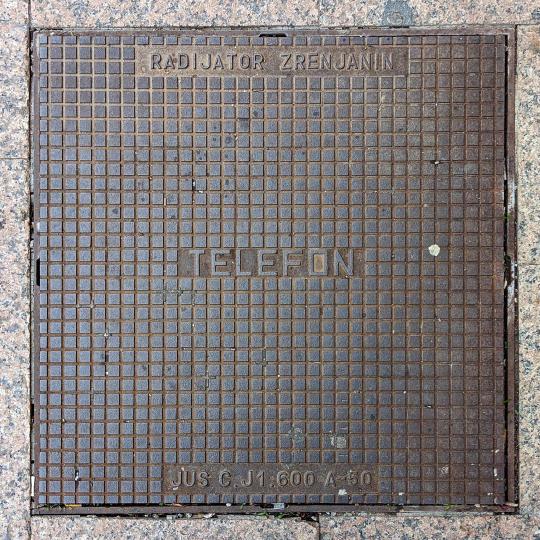 RADIJATOR ZRENJANIN
TELEFON
JUS C. J1.600 A-50